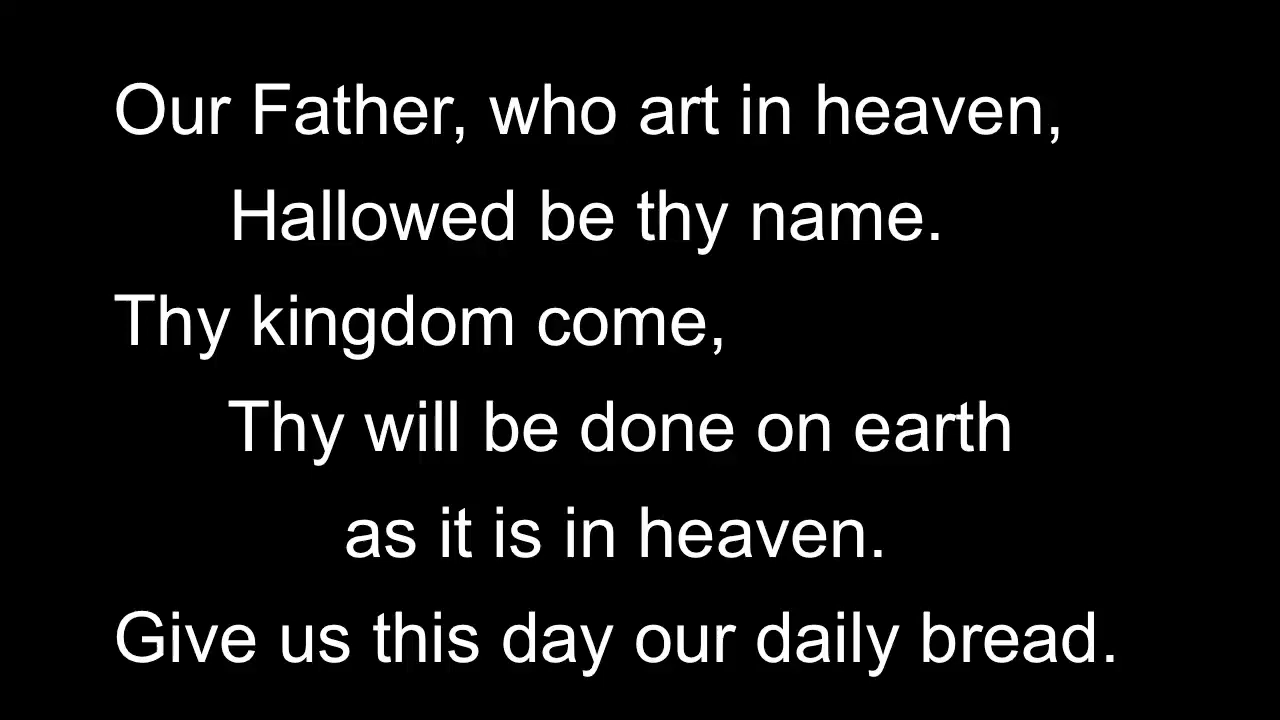 Our Father, who art in heaven,
Hallowed be thy name.
Thy kingdom come,
Thy will be done on earth
as it is in heaven.
Give us this day our daily bread.